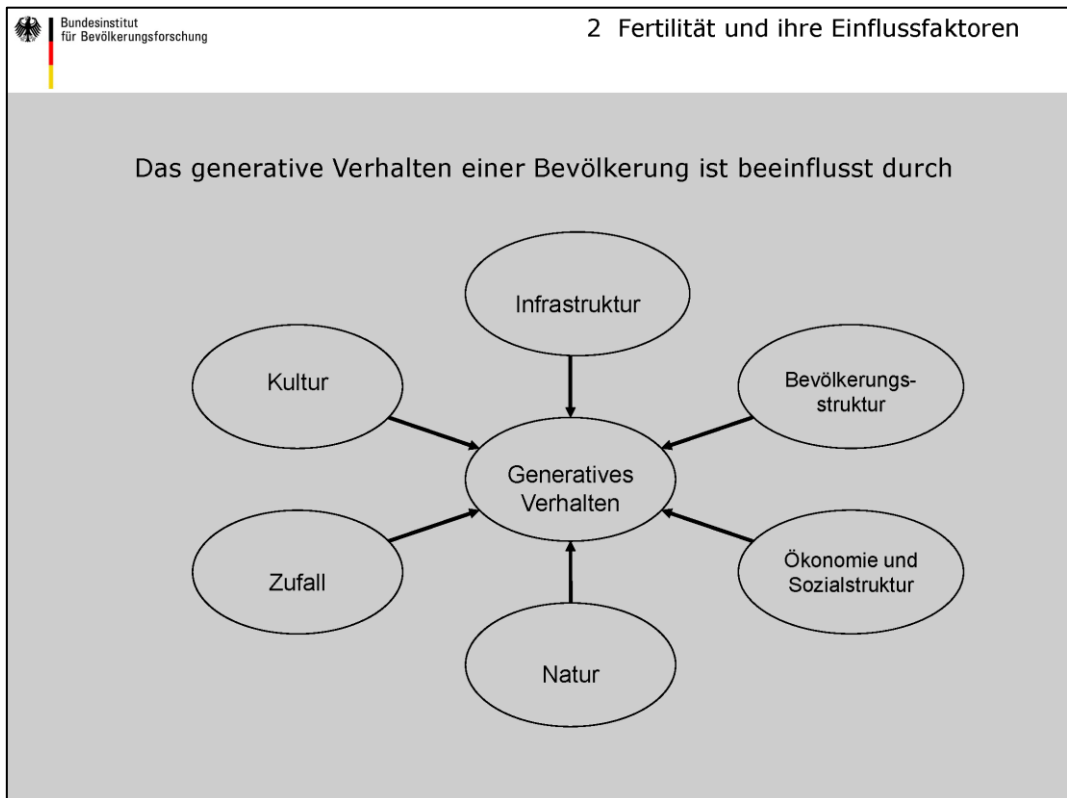 Bundesinstitut
für Bevölkerungsforschung
2 Fertilität und ihre Einflussfaktoren
Das generative Verhalten einer Bevölkerung ist beeinflusst durch
Infrastruktur
Kultur
Bevölkerungs-
struktur
Generatives
Verhalten
Zufall
Ökonomie und
Sozialstruktur
Natur